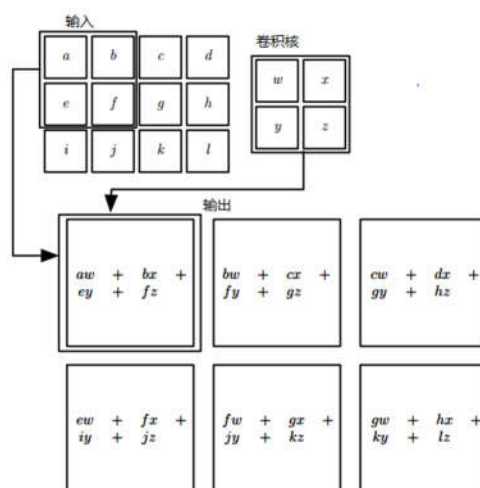 输入
卷积核
a b c d
w x
e f g h
y z
i j k l
输出
aw + bx +
ey + fz
bw + cx +
fy + gz
cw + dx +
gy + hz
ew + fx +
iy + jz
fw + gx +
jy + kz
gw + hx +
ky + lz